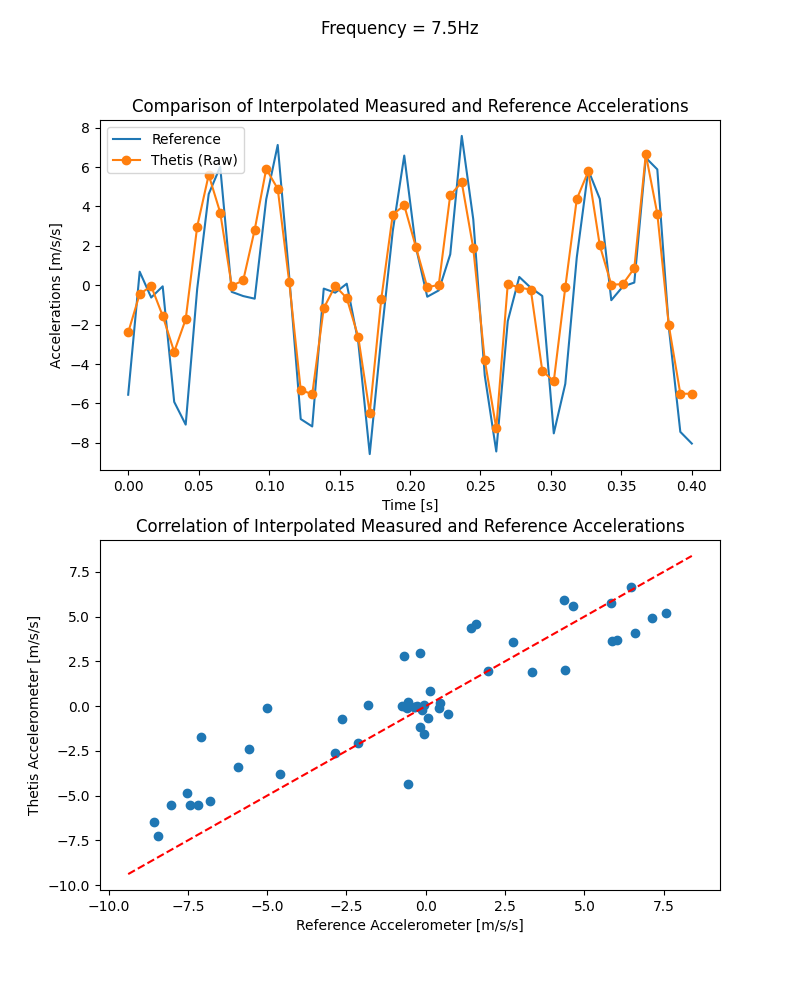 Frequency = 7.5Hz
Comparison of Interpolated Measured and Reference Accelerations
Reference
Thetis (Raw)
8
6
4
2
0
−2
−4
−6
−8
Accelerations [m/s/s]
0.00 0.05 0.10 0.15 0.20 0.25 0.30 0.35 0.40
Time [s]
Correlation of Interpolated Measured and Reference Accelerations
7.5
5.0
2.5
0.0
−2.5
−5.0
−7.5
−10.0
Thetis Accelerometer [m/s/s]
−10.0 −7.5 −5.0 −2.5 0.0 2.5 5.0 7.5
Reference Accelerometer [m/s/s]